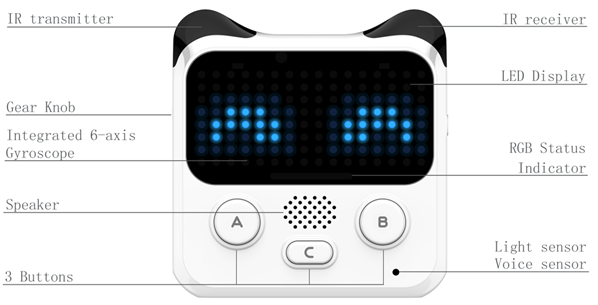 IR transmitter
IR receiver
LED Display
Gear Knob
Integrated 6-axis
Gyroscope
RGB Status
Indicator
Speaker
A
B
C
Light sensor
Voice sensor
3 Buttons